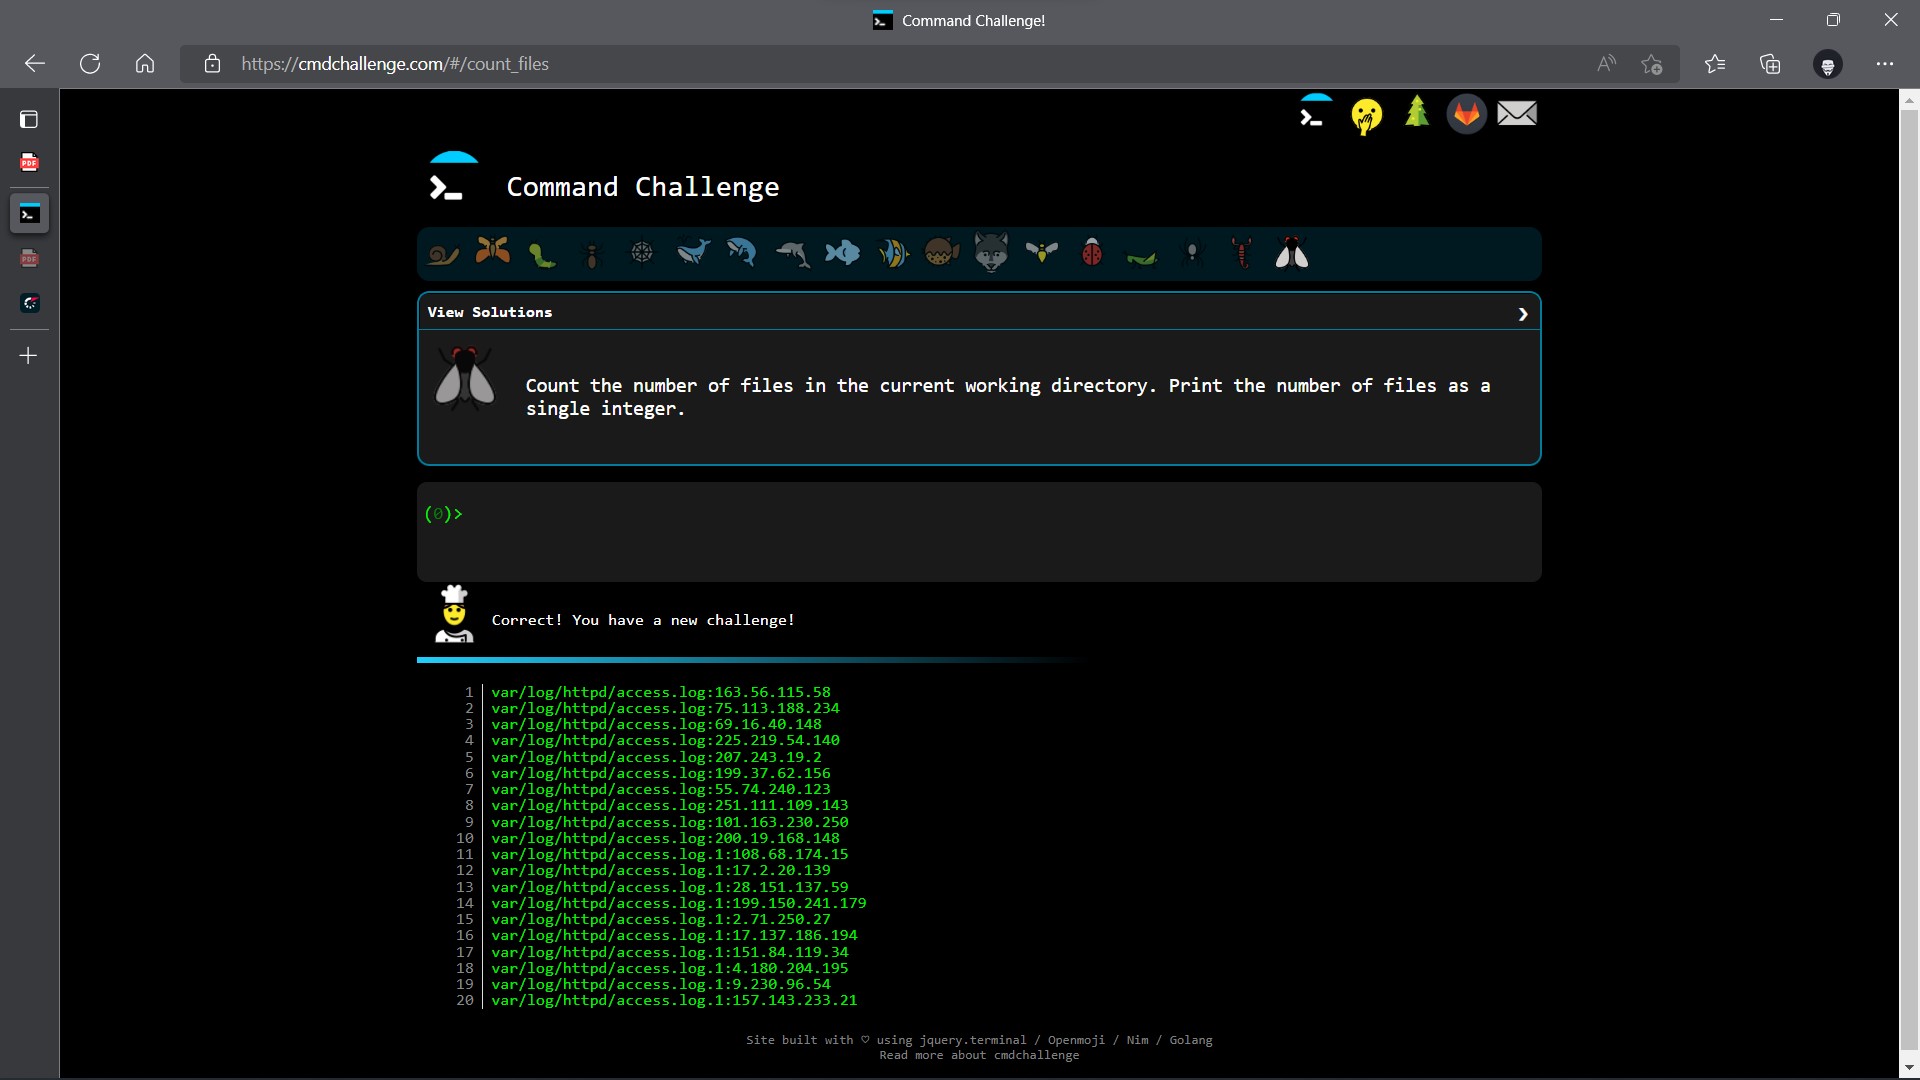 Command Challenge!
https://cmdchallenge.com/#/count_files
PDF
PDF
Command Challenge
View Solutions
Count the number of files in the current working directory. Print the number of files as a
single integer.
(0)>
Correct! You have a new challenge!
1 var/log/httpd/access.log:163.56.115.58
2 var/log/httpd/access.log:75.113.188.234
3 var/log/httpd/access.log:69.16.40.148
4 var/log/httpd/access.log:225.219.54.140
5 var/log/httpd/access.log:207.243.19.2
6 var/log/httpd/access.log:199.37.62.156
7 var/log/httpd/access.log:55.74.240.123
8 var/log/httpd/access.log:251.111.109.143
9 var/log/httpd/access.log:101.163.230.250
10 var/log/httpd/access.log:200.19.168.148
11 var/log/httpd/access.log.1:108.68.174.15
12 var/log/httpd/access.log.1:17.2.20.139
13 var/log/httpd/access.log.1:28.151.137.59
14 var/log/httpd/access.log.1:199.150.241.179
15 var/log/httpd/access.log.1:2.71.250.27
16 var/log/httpd/access.log.1:17.137.186.194
17 var/log/httpd/access.log.1:151.84.119.34
18 var/log/httpd/access.log.1:4.180.204.195
19 var/log/httpd/access.log.1:9.230.96.54
20 var/log/httpd/access.log.1:157.143.233.21
Site built with ♡ using jquery.terminal / Openmoji / Nim / Golang
Read more about cmdchallenge